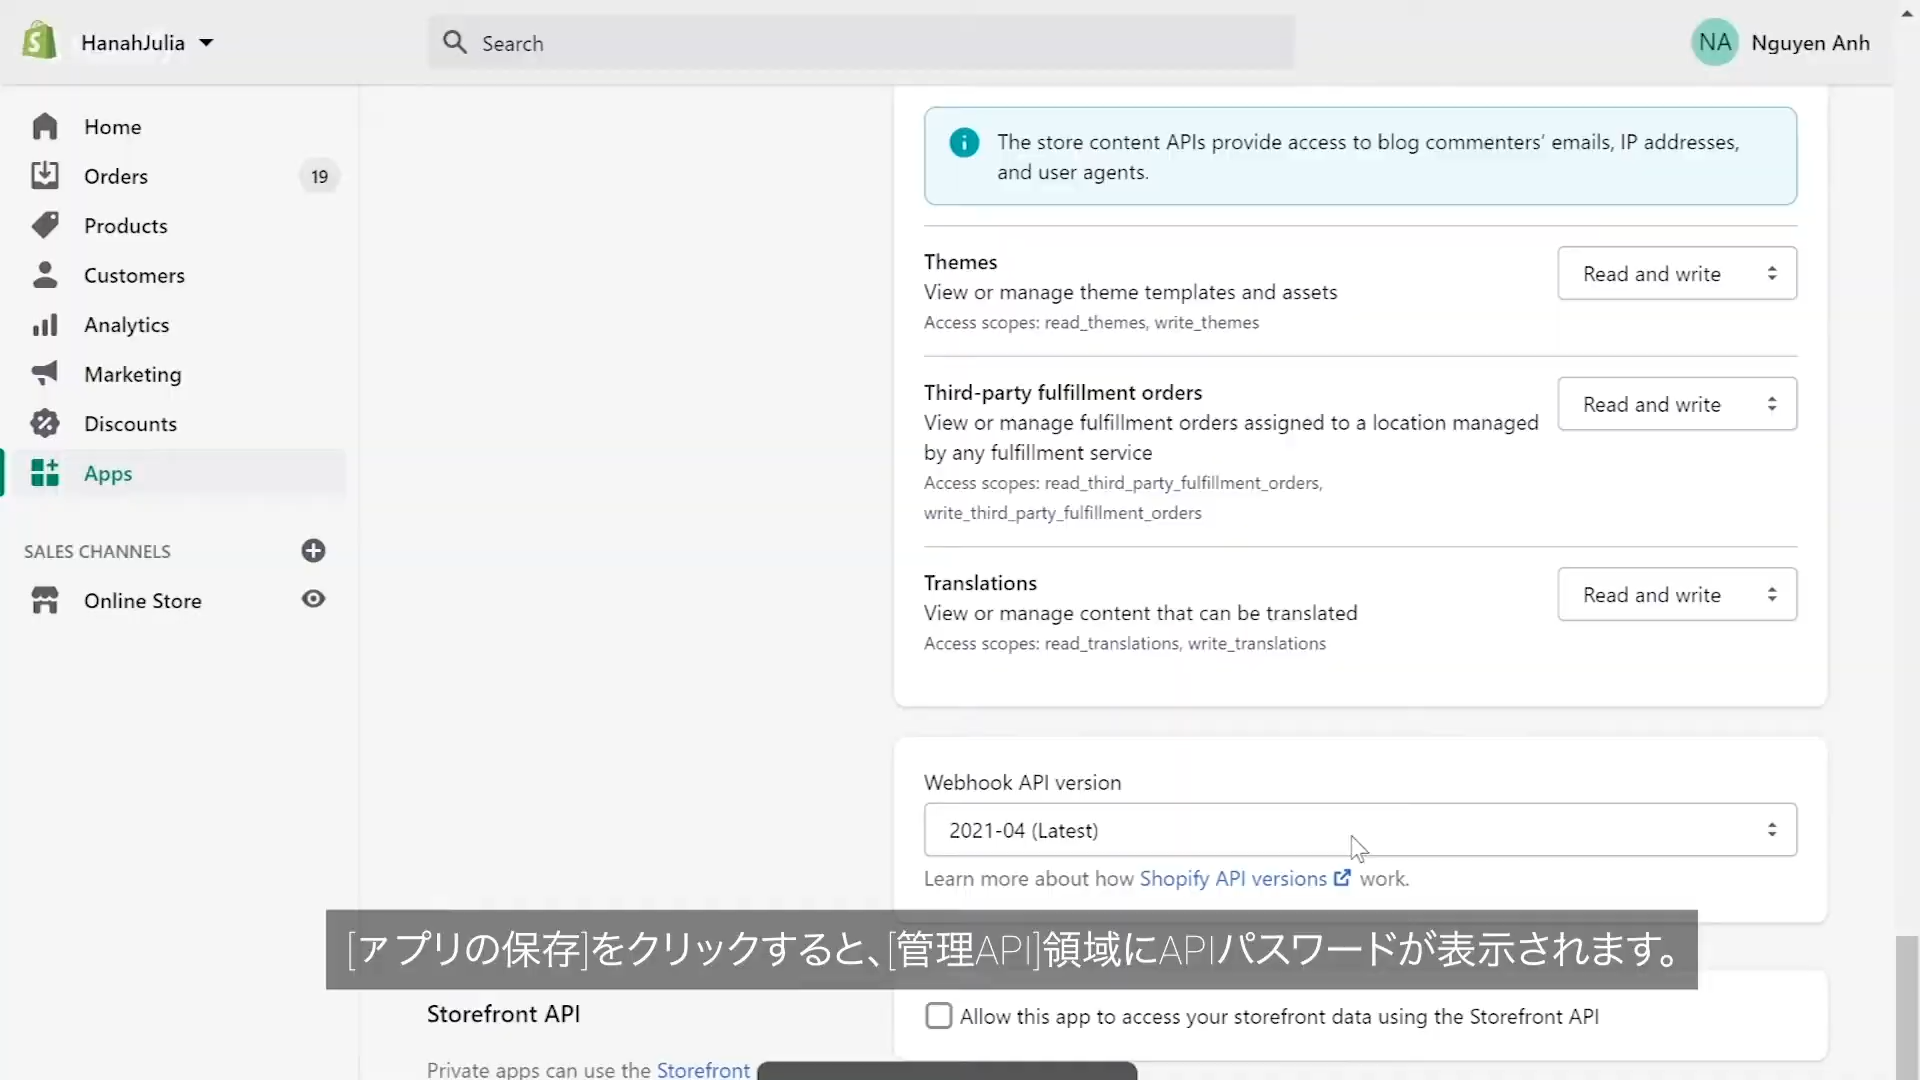 HanahJulia
Search
NA
Nguyen Anh
Home
Orders
19
Products
Customers
Analytics
Marketing
Discounts
Apps
SALES CHANNELS
Online Store
The store content APIs provide access to blog commenters' emails, IP addresses,
and user agents.
Themes
View or manage theme templates and assets
Access scopes: read_themes, write_themes
Read and write
Third-party fulfillment orders
View or manage fulfillment orders assigned to a location managed
by any fulfillment service
Access scopes: read_third_party_fulfillment_orders,
write_third_party_fulfillment_orders
Read and write
Translations
View or manage content that can be translated
Access scopes: read_translations, write_translations
Read and write
Webhook API version
2021-04 (Latest)
Learn more about how Shopify API versions work.
[ァプリの保存]をクリックすると、[管理API]領域にAPIパスワードが表示されます。
Storefront API
Allow this app to access your storefront data using the Storefront API
Private apps can use the Storefront